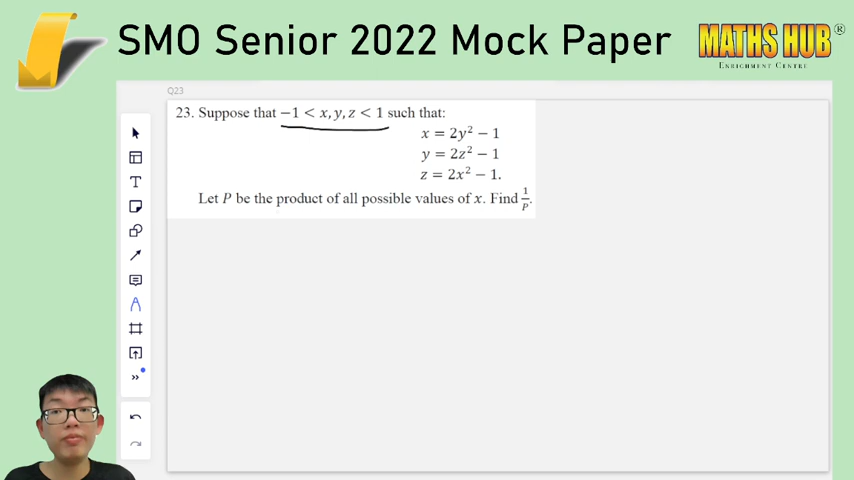 SMO Senior 2022 Mock Paper
MATHS HUB®
ENRICHMENT CENTRE
Q23
23. Suppose that −1 < x, y, z < 1 such that:
x = 2y² − 1
y = 2z² − 1
z = 2x² − 1.
Let P be the product of all possible values of x. Find 1/P.
T